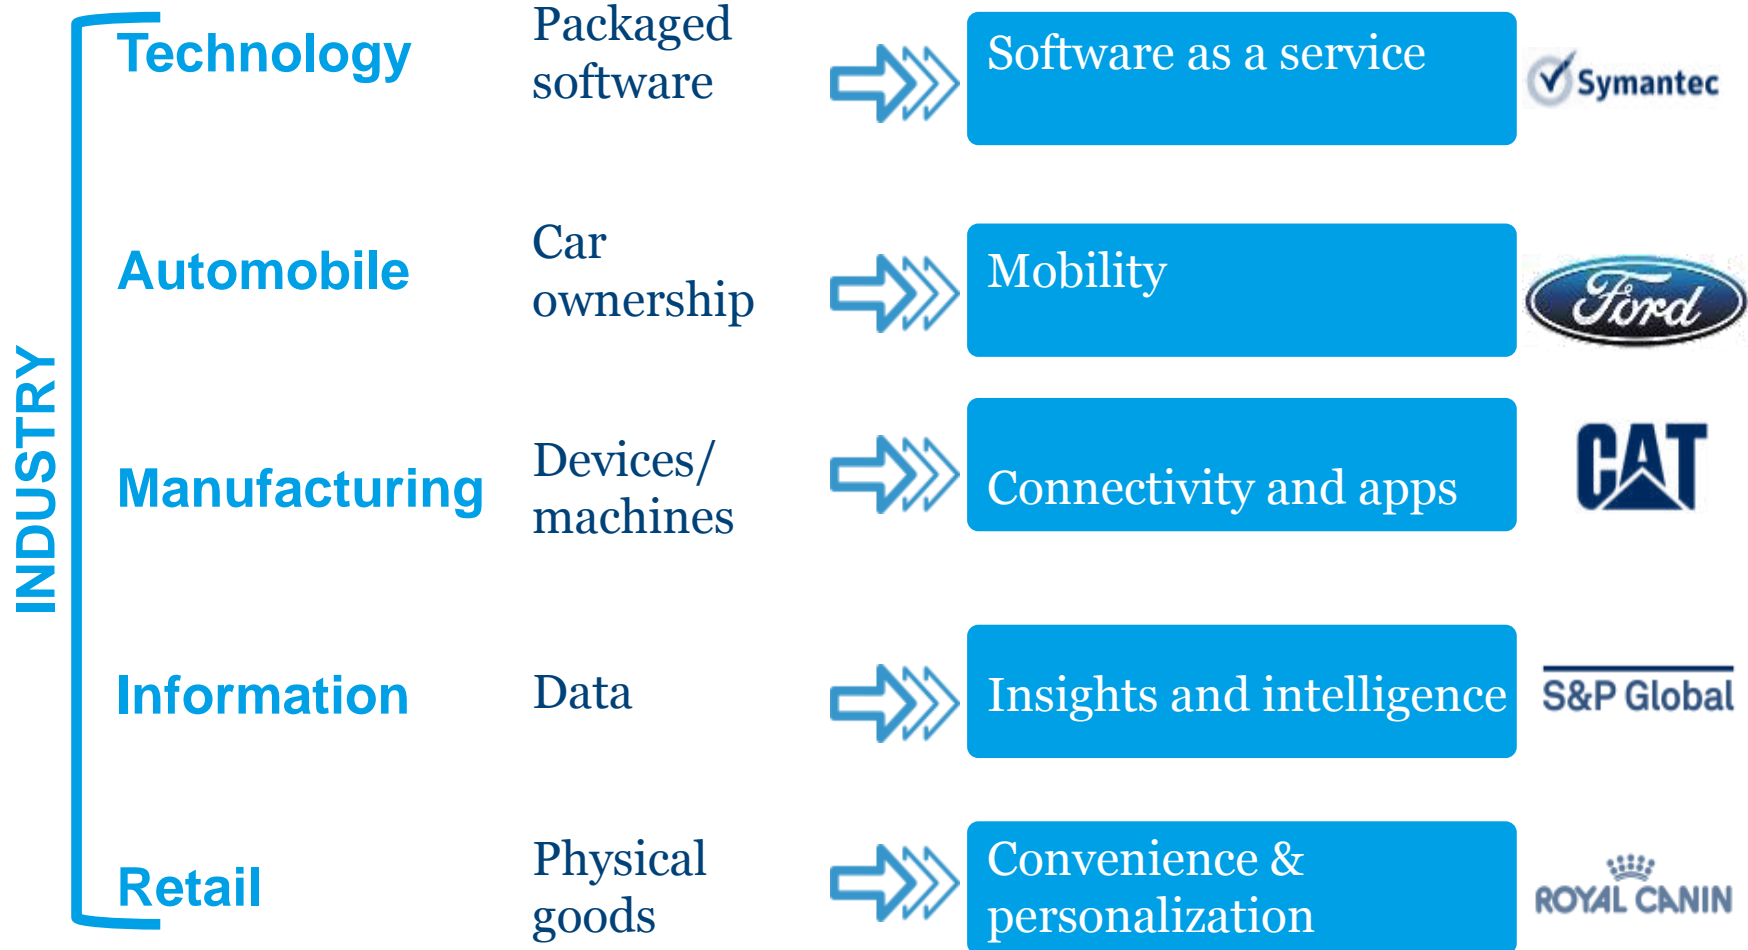 INDUSTRY
Technology
Packaged
software
Software as a service
Symantec
Automobile
Car
ownership
Mobility
Ford
Manufacturing
Devices/
machines
Connectivity and apps
CAT
Information
Data
Insights and intelligence
S&P Global
Retail
Physical
goods
Convenience &
personalization
ROYAL CANIN